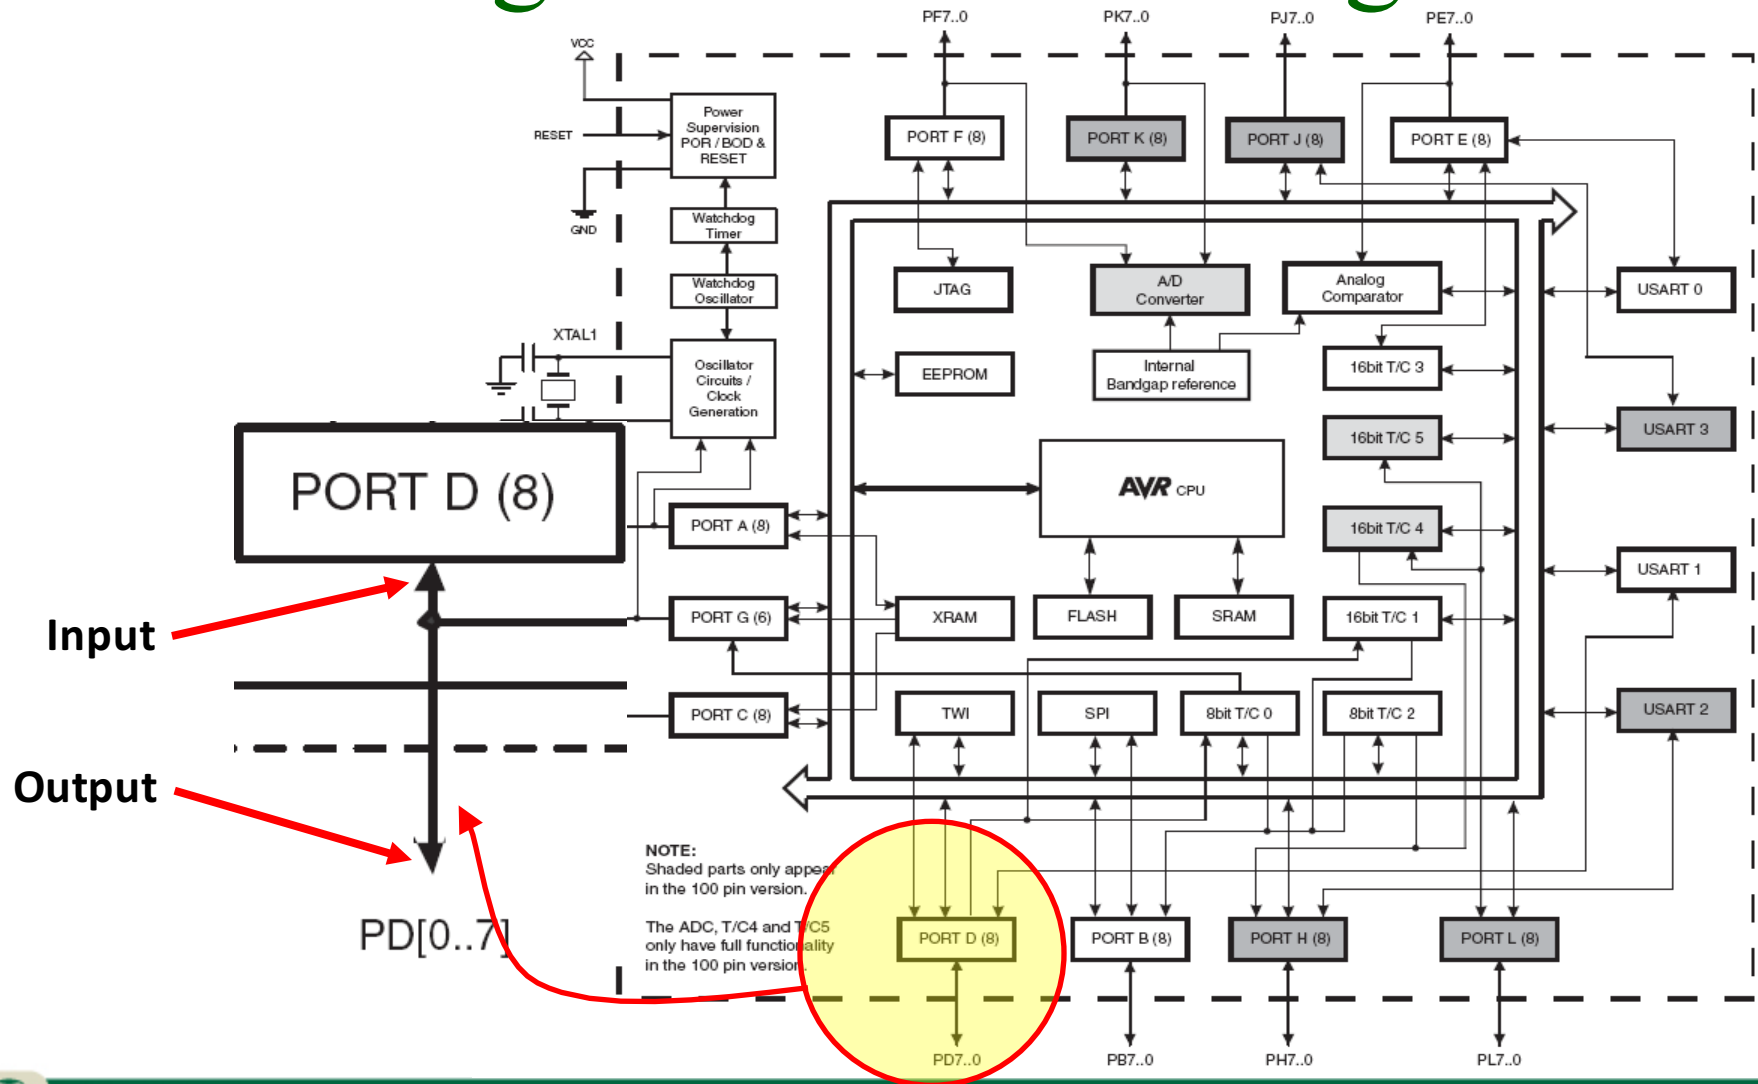 PF7..0
PK7..0
PJ7..0
PE7..0
VCC
RESET
GND
Power
Supervision
POR / BOD &
RESET
Watchdog
Timer
Watchdog
Oscillator
XTAL1
Oscillator
Circuits /
Clock
Generation
PORT F (8)
PORT K (8)
PORT J (8)
PORT E (8)
JTAG
A/D
Converter
Analog
Comparator
USART 0
EEPROM
Internal
Bandgap reference
16bit T/C 3
16bit T/C 5
USART 3
PORT D (8)
AVR CPU
PORT A (8)
16bit T/C 4
USART 1
Input
PORT G (6)
XRAM
FLASH
SRAM
16bit T/C 1
PORT C (8)
TWI
SPI
8bit T/C 0
8bit T/C 2
USART 2
Output
NOTE:
Shaded parts only appear
in the 100 pin version.
The ADC, T/C4 and T/C5
only have full functionality
in the 100 pin version.
PD[0..7]
PORT D (8)
PORT B (8)
PORT H (8)
PORT L (8)
PD7..0
PB7..0
PH7..0
PL7..0